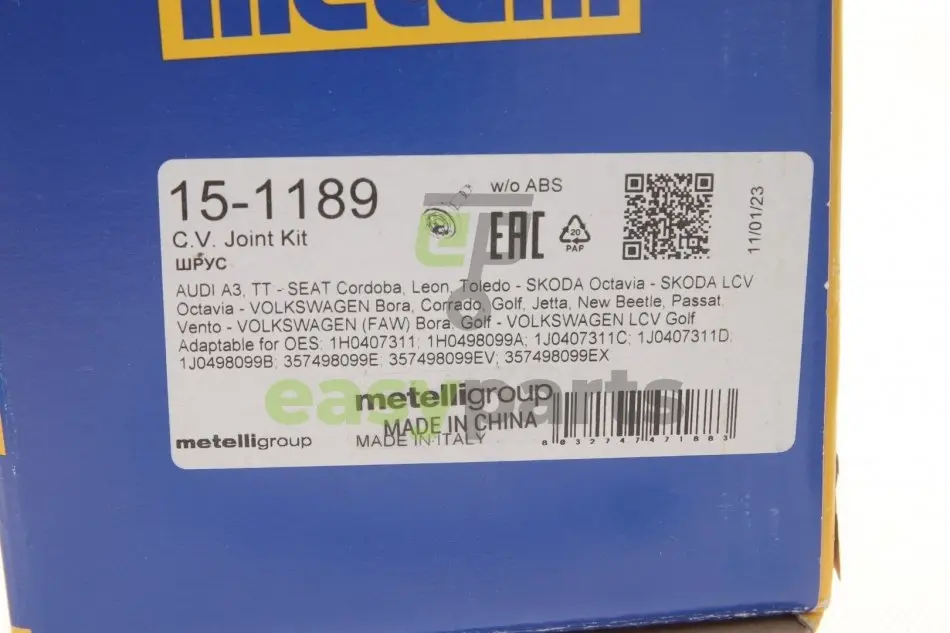 metelli
15-1189
w/o ABS
C.V. Joint Kit
ШРУС
EAC
20
PAP
11/01/23
AUDI A3, TT - SEAT Cordoba, Leon, Toledo - SKODA Octavia - SKODA LCV
Octavia - VOLKSWAGEN Bora, Corrado, Golf, Jetta, New Beetle, Passat,
Vento - VOLKSWAGEN (FAW) Bora, Golf - VOLKSWAGEN LCV Golf
Adaptable for OES: 1H0407311; 1H0498099A; 1J0407311C; 1J0407311D;
1J0498099B; 357498099E; 357498099EV; 357498099EX
easyparts
metelligroup
MADE IN CHINA
metelligroup
MADE IN ITALY
8032747471883